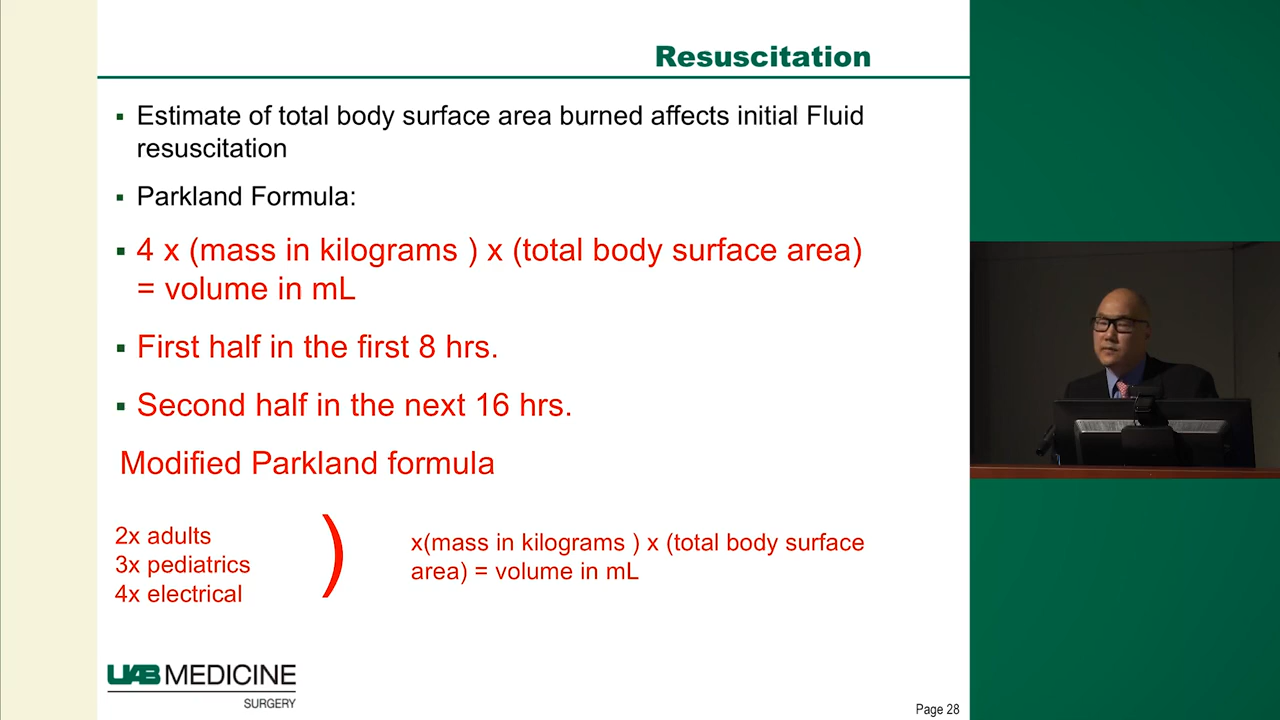 Resuscitation
▪ Estimate of total body surface area burned affects initial Fluid
resuscitation
▪ Parkland Formula:
▪ 4 x (mass in kilograms ) x (total body surface area)
= volume in mL
▪ First half in the first 8 hrs.
▪ Second half in the next 16 hrs.
Modified Parkland formula
2x adults
3x pediatrics
4x electrical
)
x(mass in kilograms ) x (total body surface
area) = volume in mL
UAB MEDICINE
SURGERY
Page 28